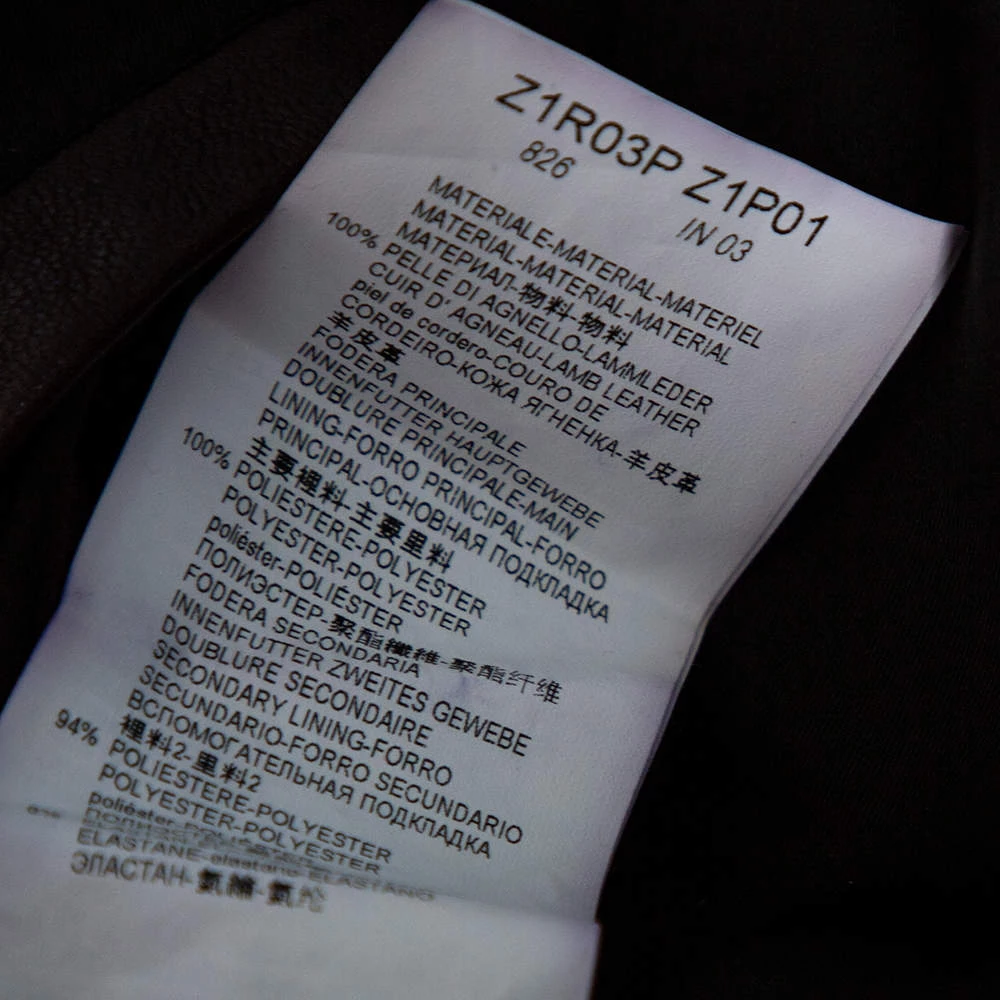 Z1R03P Z1P01
826 IN 03
MATERIALE-MATERIAL-MATERIEL
MATERIAL-MATERIAL-MATERIAL
МАТЕРИАЛ-物料-物料
100% PELLE DI AGNELLO-LAMMLEDER
CUIR D'AGNEAU-LAMB LEATHER
piel de cordero-COURO DE
CORDEIRO-КОЖА ЯГНЕНКА-羊皮革
羊皮革
FODERA PRINCIPALE
INNENFUTTER HAUPTGEWEBE
DOUBLURE PRINCIPALE-MAIN
LINING-FORRO PRINCIPAL-FORRO
PRINCIPAL-ОСНОВНАЯ ПОДКЛАДКА
主要裡料-主要里料
100% POLIESTERE-POLYESTER
POLYESTER-POLYESTER
poliéster-POLIÉSTER
ПОЛИЭСТЕР-聚酯纖維-聚酯纤维
FODERA SECONDARIA
INNENFUTTER ZWEITES GEWEBE
DOUBLURE SECONDAIRE
SECONDARY LINING-FORRO
SECUNDARIO-FORRO SECUNDARIO
ВСПОМОГАТЕЛЬНАЯ ПОДКЛАДКА
裡料2-里料2
94% POLIESTERE-POLYESTER
POLYESTER-POLYESTER
poliéster-POLIÉSTER
ELASTANE-elastano-ELASTANO
ЭЛАСТАН-氨綸-氨纶